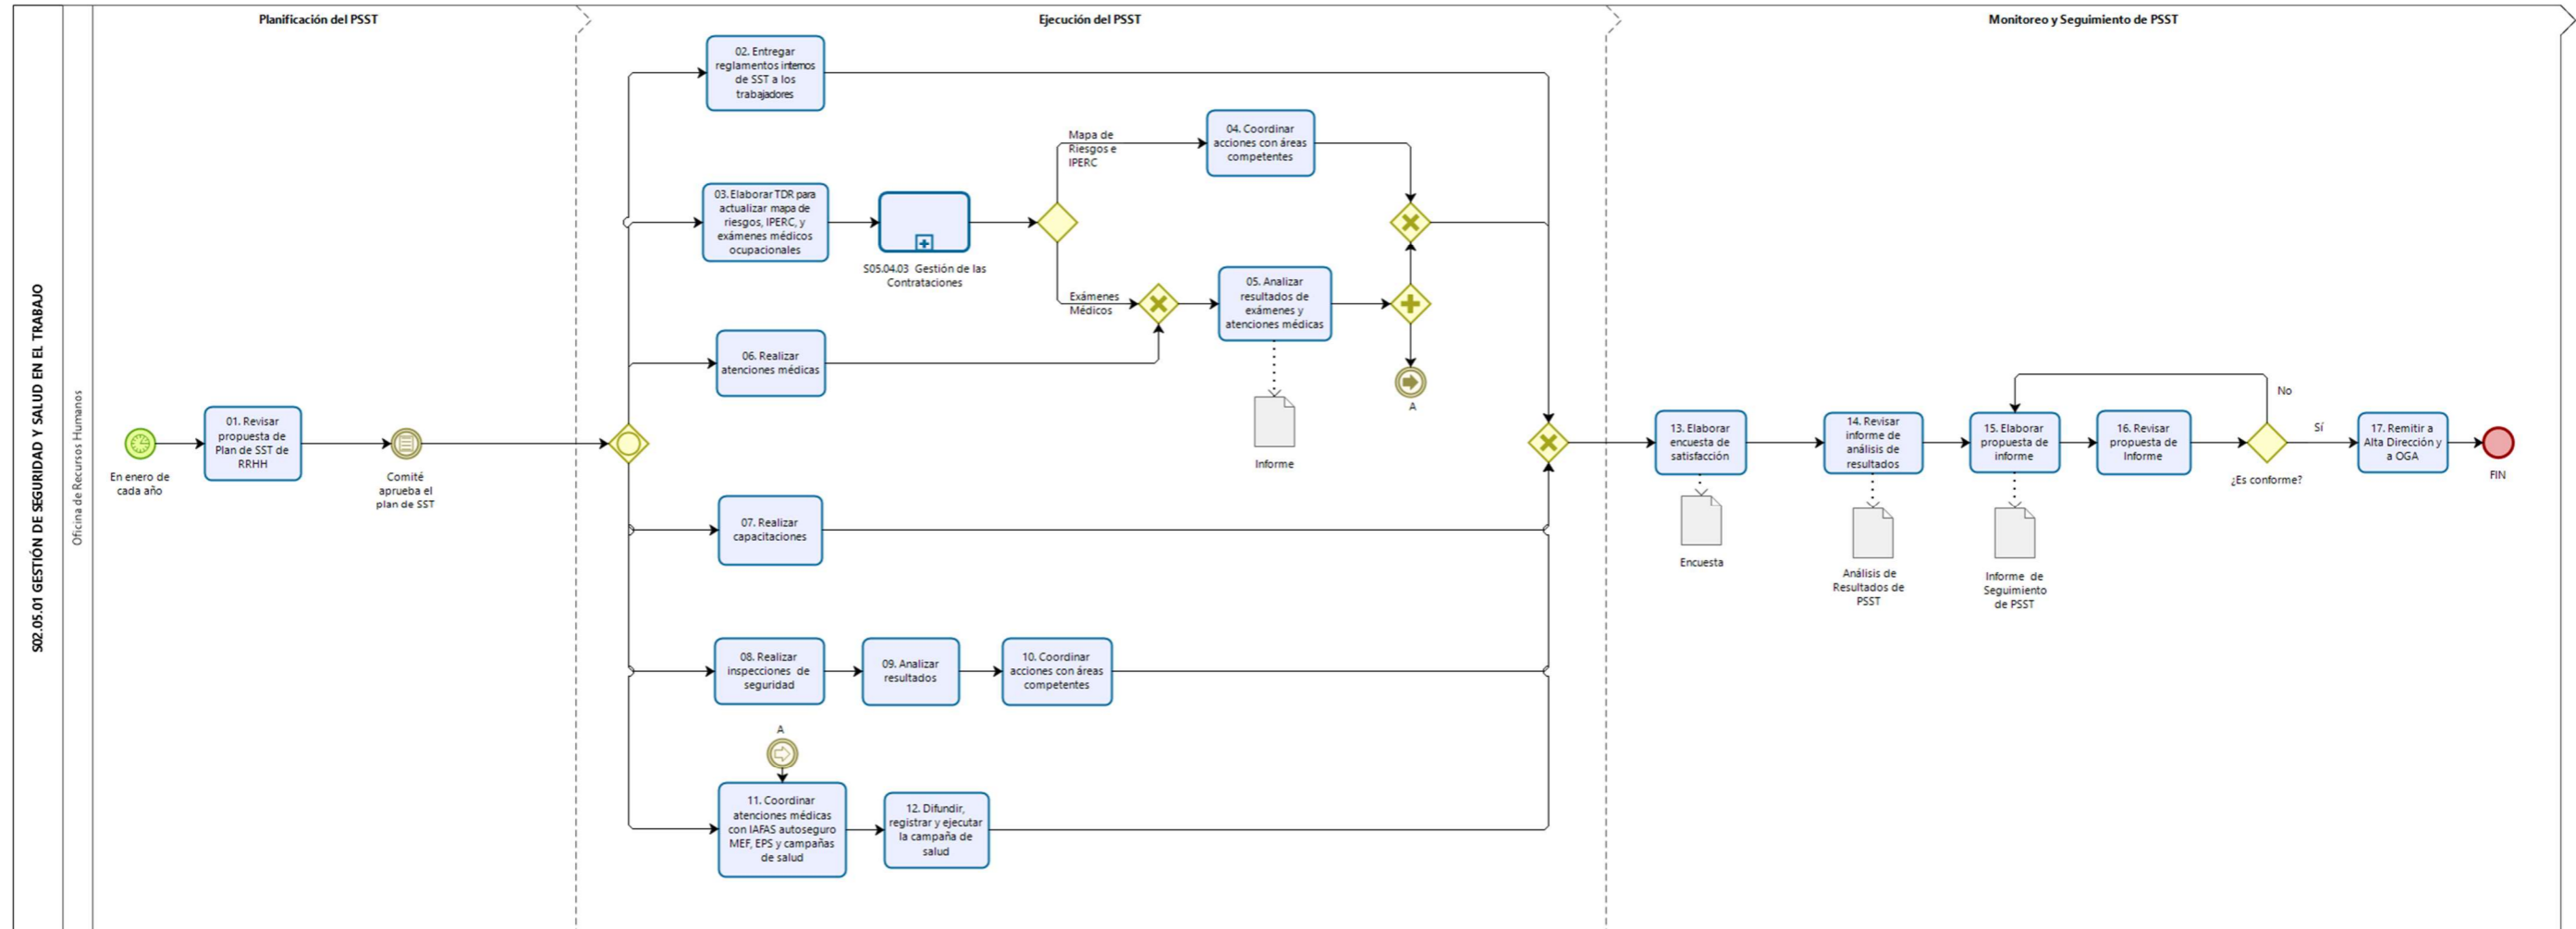 Planificación del PSST
Ejecución del PSST
Monitoreo y Seguimiento de PSST
S02.05.01 GESTIÓN DE SEGURIDAD Y SALUD EN EL TRABAJO
Oficina de Recursos Humanos
En enero de
cada año
01. Revisar
propuesta de
Plan de SST de
RRHH
Comité
aprueba el
plan de SST
02. Entregar
reglamentos internos
de SST a los
trabajadores
03. Elaborar TDR para
actualizar mapa de
riesgos, IPERC, y
exámenes médicos
ocupacionales
S05.04.03 Gestión de las
Contrataciones
Mapa de
Riesgos e
IPERC
04. Coordinar
acciones con áreas
competentes
Exámenes
Médicos
05. Analizar
resultados de
exámenes y
atenciones médicas
Informe
A
06. Realizar
atenciones médicas
07. Realizar
capacitaciones
08. Realizar
inspecciones de
seguridad
09. Analizar
resultados
10. Coordinar
acciones con áreas
competentes
A
11. Coordinar
atenciones médicas
con IAFAS autoseguro
MEF, EPS y campañas
de salud
12. Difundir,
registrar y ejecutar
la campaña de
salud
13. Elaborar
encuesta de
satisfacción
Encuesta
14. Revisar
informe de
análisis de
resultados
Análisis de
Resultados de
PSST
15. Elaborar
propuesta de
informe
Informe de
Seguimiento
de PSST
16. Revisar
propuesta de
Informe
No
¿Es conforme?
Sí
17. Remitir a
Alta Dirección y
a OGA
FIN